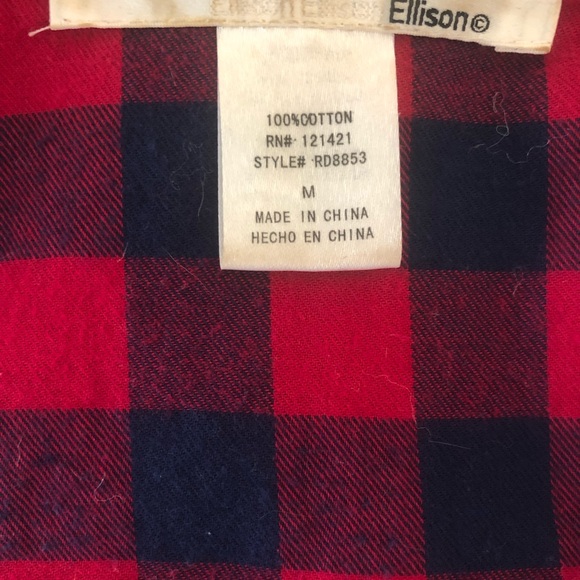 Ellison©
100%COTTON
RN# 121421
STYLE# RD8853
M
MADE IN CHINA
HECHO EN CHINA